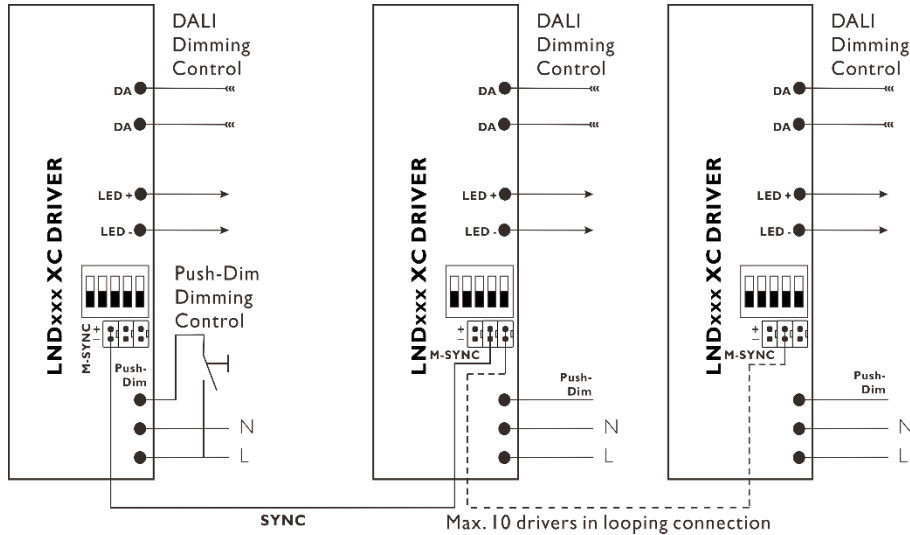 DALI
Dimming
Control
DA
DA
LED +
LED -
LNDxxx XC DRIVER
Push-Dim
Dimming
Control
+
–
M-SYNC
Push-
Dim
N
L
DALI
Dimming
Control
DA
DA
LED +
LED -
LNDxxx XC DRIVER
+
–
M-SYNC
Push-
Dim
N
L
DALI
Dimming
Control
DA
DA
LED +
LED -
LNDxxx XC DRIVER
+
–
M-SYNC
Push-
Dim
N
L
SYNC
Max. 10 drivers in looping connection